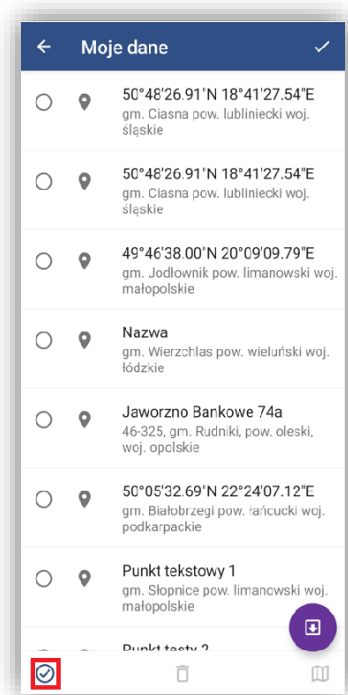 Moje dane
50°48'26.91"N 18°41'27.54"E
gm. Ciasna pow. lubliniecki woj.
śląskie
50°48'26.91"N 18°41'27.54"E
gm. Ciasna pow. lubliniecki woj.
śląskie
49°46'38.00"N 20°09'09.79"E
gm. Jodłownik pow. limanowski woj.
małopolskie
Nazwa
gm. Wierzchlas pow. wieluński woj.
łódzkie
Jaworzno Bankowe 74a
46-325, gm. Rudniki, pow. oleski,
woj. opolskie
50°05'32.69"N 22°24'07.12"E
gm. Białobrzegi pow. łańcucki woj.
podkarpackie
Punkt tekstowy 1
gm. Słopnice pow. limanowski woj.
małopolskie
Punkt testy 2